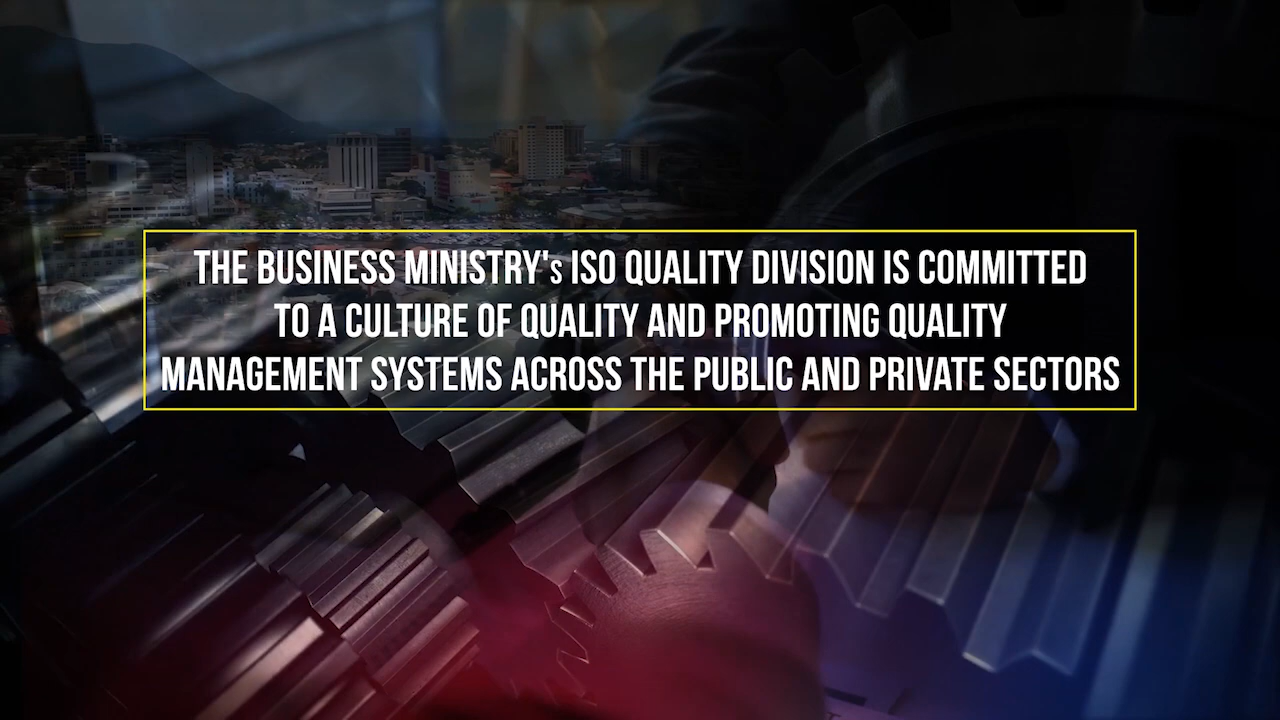 THE BUSINESS MINISTRY's ISO QUALITY DIVISION IS COMMITTED
TO A CULTURE OF QUALITY AND PROMOTING QUALITY
MANAGEMENT SYSTEMS ACROSS THE PUBLIC AND PRIVATE SECTORS